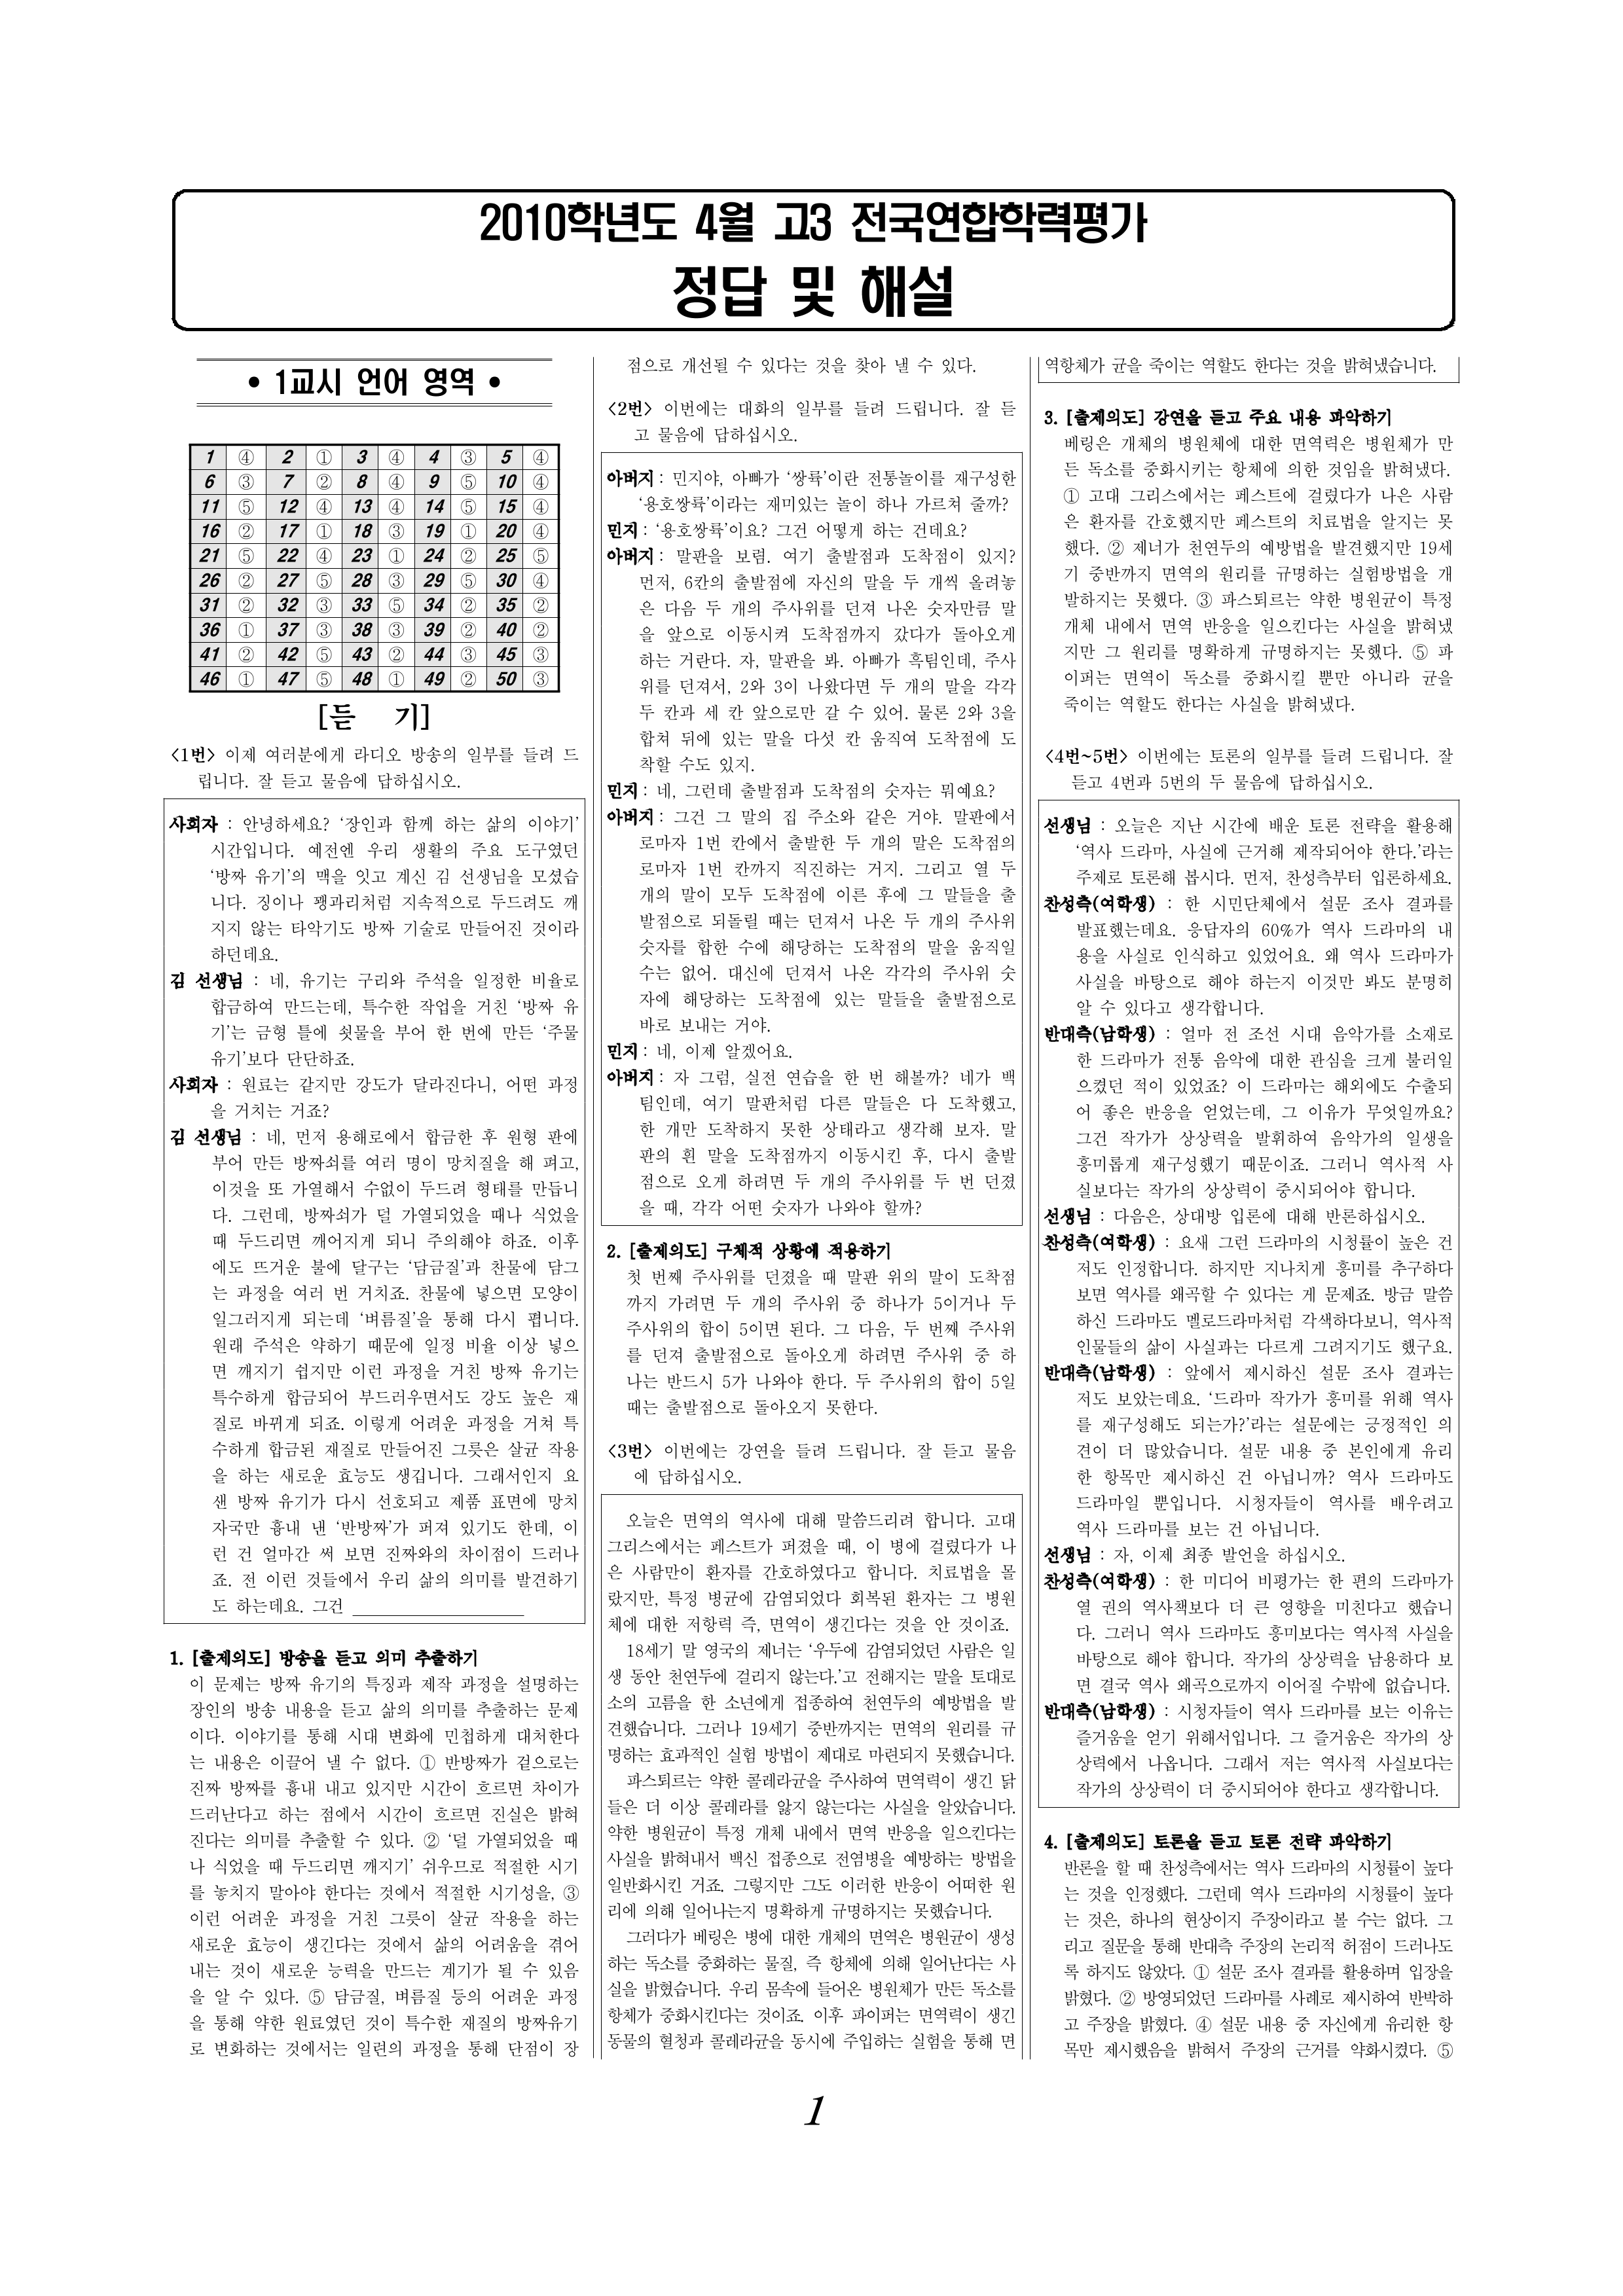 2010학년도 4월 고3 전국연합학력평가
정답 및 해설
• 1교시 언어 영역 •
1 ④ 2 ① 3 ④ 4 ③ 5 ④
6 ③ 7 ② 8 ④ 9 ⑤ 10 ④
11 ⑤ 12 ④ 13 ④ 14 ⑤ 15 ④
16 ② 17 ① 18 ③ 19 ① 20 ④
21 ⑤ 22 ④ 23 ① 24 ② 25 ⑤
26 ② 27 ⑤ 28 ③ 29 ⑤ 30 ④
31 ② 32 ③ 33 ⑤ 34 ② 35 ②
36 ① 37 ③ 38 ③ 39 ② 40 ②
41 ② 42 ⑤ 43 ② 44 ③ 45 ③
46 ① 47 ⑤ 48 ① 49 ② 50 ③
[듣 기]
<1번> 이제 여러분에게 라디오 방송의 일부를 들려 드
립니다. 잘 듣고 물음에 답하십시오.
사회자 : 안녕하세요? ‘장인과 함께 하는 삶의 이야기’
시간입니다. 예전엔 우리 생활의 주요 도구였던
‘방짜 유기’의 맥을 잇고 계신 김 선생님을 모셨습
니다. 징이나 꽹과리처럼 지속적으로 두드려도 깨
지지 않는 타악기도 방짜 기술로 만들어진 것이라
하던데요.
김 선생님 : 네, 유기는 구리와 주석을 일정한 비율로
합금하여 만드는데, 특수한 작업을 거친 ‘방짜 유
기’는 금형 틀에 쇳물을 부어 한 번에 만든 ‘주물
유기’보다 단단하죠.
사회자 : 원료는 같지만 강도가 달라진다니, 어떤 과정
을 거치는 거죠?
김 선생님 : 네, 먼저 용해로에서 합금한 후 원형 판에
부어 만든 방짜쇠를 여러 명이 망치질을 해 펴고,
이것을 또 가열해서 수없이 두드려 형태를 만듭니
다. 그런데, 방짜쇠가 덜 가열되었을 때나 식었을
때 두드리면 깨어지게 되니 주의해야 하죠. 이후
에도 뜨거운 불에 달구는 ‘담금질’과 찬물에 담그
는 과정을 여러 번 거치죠. 찬물에 넣으면 모양이
일그러지게 되는데 ‘벼름질’을 통해 다시 폅니다.
원래 주석은 약하기 때문에 일정 비율 이상 넣으
면 깨지기 쉽지만 이런 과정을 거친 방짜 유기는
특수하게 합금되어 부드러우면서도 강도 높은 재
질로 바뀌게 되죠. 이렇게 어려운 과정을 거쳐 특
수하게 합금된 재질로 만들어진 그릇은 살균 작용
을 하는 새로운 효능도 생깁니다. 그래서인지 요
샌 방짜 유기가 다시 선호되고 제품 표면에 망치
자국만 흉내 낸 ‘반방짜’가 퍼져 있기도 한데, 이
런 건 얼마간 써 보면 진짜와의 차이점이 드러나
죠. 전 이런 것들에서 우리 삶의 의미를 발견하기
도 하는데요. 그건
1. [출제의도] 방송을 듣고 의미 추출하기
이 문제는 방짜 유기의 특징과 제작 과정을 설명하는
장인의 방송 내용을 듣고 삶의 의미를 추출하는 문제
이다. 이야기를 통해 시대 변화에 민첩하게 대처한다
는 내용은 이끌어 낼 수 없다. ① 반방짜가 겉으로는
진짜 방짜를 흉내 내고 있지만 시간이 흐르면 차이가
드러난다고 하는 점에서 시간이 흐르면 진실은 밝혀
진다는 의미를 추출할 수 있다. ② ‘덜 가열되었을 때
나 식었을 때 두드리면 깨지기’ 쉬우므로 적절한 시기
를 놓치지 말아야 한다는 것에서 적절한 시기성을, ③
이런 어려운 과정을 거친 그릇이 살균 작용을 하는
새로운 효능이 생긴다는 것에서 삶의 어려움을 겪어
내는 것이 새로운 능력을 만드는 계기가 될 수 있음
을 알 수 있다. ⑤ 담금질, 벼름질 등의 어려운 과정
을 통해 약한 원료였던 것이 특수한 재질의 방짜유기
로 변화하는 것에서는 일련의 과정을 통해 단점이 장
점으로 개선될 수 있다는 것을 찾아 낼 수 있다.
<2번> 이번에는 대화의 일부를 들려 드립니다. 잘 듣
고 물음에 답하십시오.
아버지 : 민지야, 아빠가 ‘쌍륙’이란 전통놀이를 재구성한
‘용호쌍륙’이라는 재미있는 놀이 하나 가르쳐 줄까?
민지 : ‘용호쌍륙’이요? 그건 어떻게 하는 건데요?
아버지 : 말판을 보렴. 여기 출발점과 도착점이 있지?
먼저, 6칸의 출발점에 자신의 말을 두 개씩 올려놓
은 다음 두 개의 주사위를 던져 나온 숫자만큼 말
을 앞으로 이동시켜 도착점까지 갔다가 돌아오게
하는 거란다. 자, 말판을 봐. 아빠가 흑팀인데, 주사
위를 던져서, 2와 3이 나왔다면 두 개의 말을 각각
두 칸과 세 칸 앞으로만 갈 수 있어. 물론 2와 3을
합쳐 뒤에 있는 말을 다섯 칸 움직여 도착점에 도
착할 수도 있지.
민지 : 네, 그런데 출발점과 도착점의 숫자는 뭐예요?
아버지 : 그건 그 말의 집 주소와 같은 거야. 말판에서
로마자 1번 칸에서 출발한 두 개의 말은 도착점의
로마자 1번 칸까지 직진하는 거지. 그리고 열 두
개의 말이 모두 도착점에 이른 후에 그 말들을 출
발점으로 되돌릴 때는 던져서 나온 두 개의 주사위
숫자를 합한 수에 해당하는 도착점의 말을 움직일
수는 없어. 대신에 던져서 나온 각각의 주사위 숫
자에 해당하는 도착점에 있는 말들을 출발점으로
바로 보내는 거야.
민지 : 네, 이제 알겠어요.
아버지 : 자 그럼, 실전 연습을 한 번 해볼까? 네가 백
팀인데, 여기 말판처럼 다른 말들은 다 도착했고,
한 개만 도착하지 못한 상태라고 생각해 보자. 말
판의 흰 말을 도착점까지 이동시킨 후, 다시 출발
점으로 오게 하려면 두 개의 주사위를 두 번 던졌
을 때, 각각 어떤 숫자가 나와야 할까?
2. [출제의도] 구체적 상황에 적용하기
첫 번째 주사위를 던졌을 때 말판 위의 말이 도착점
까지 가려면 두 개의 주사위 중 하나가 5이거나 두
주사위의 합이 5이면 된다. 그 다음, 두 번째 주사위
를 던져 출발점으로 돌아오게 하려면 주사위 중 하
나는 반드시 5가 나와야 한다. 두 주사위의 합이 5일
때는 출발점으로 돌아오지 못한다.
<3번> 이번에는 강연을 들려 드립니다. 잘 듣고 물음
에 답하십시오.
오늘은 면역의 역사에 대해 말씀드리려 합니다. 고대
그리스에서는 페스트가 퍼졌을 때, 이 병에 걸렸다가 나
은 사람만이 환자를 간호하였다고 합니다. 치료법을 몰
랐지만, 특정 병균에 감염되었다 회복된 환자는 그 병원
체에 대한 저항력 즉, 면역이 생긴다는 것을 안 것이죠.
18세기 말 영국의 제너는 ‘우두에 감염되었던 사람은 일
생 동안 천연두에 걸리지 않는다.’고 전해지는 말을 토대로
소의 고름을 한 소년에게 접종하여 천연두의 예방법을 발
견했습니다. 그러나 19세기 중반까지는 면역의 원리를 규
명하는 효과적인 실험 방법이 제대로 마련되지 못했습니다.
파스퇴르는 약한 콜레라균을 주사하여 면역력이 생긴 닭
들은 더 이상 콜레라를 앓지 않는다는 사실을 알았습니다.
약한 병원균이 특정 개체 내에서 면역 반응을 일으킨다는
사실을 밝혀내서 백신 접종으로 전염병을 예방하는 방법을
일반화시킨 거죠. 그렇지만 그도 이러한 반응이 어떠한 원
리에 의해 일어나는지 명확하게 규명하지는 못했습니다.
그러다가 베링은 병에 대한 개체의 면역은 병원균이 생성
하는 독소를 중화하는 물질, 즉 항체에 의해 일어난다는 사
실을 밝혔습니다. 우리 몸속에 들어온 병원체가 만든 독소를
항체가 중화시킨다는 것이죠. 이후 파이퍼는 면역력이 생긴
동물의 혈청과 콜레라균을 동시에 주입하는 실험을 통해 면
역항체가 균을 죽이는 역할도 한다는 것을 밝혀냈습니다.
3. [출제의도] 강연을 듣고 주요 내용 파악하기
베링은 개체의 병원체에 대한 면역력은 병원체가 만
든 독소를 중화시키는 항체에 의한 것임을 밝혀냈다.
① 고대 그리스에서는 페스트에 걸렸다가 나은 사람
은 환자를 간호했지만 페스트의 치료법을 알지는 못
했다. ② 제너가 천연두의 예방법을 발견했지만 19세
기 중반까지 면역의 원리를 규명하는 실험방법을 개
발하지는 못했다. ③ 파스퇴르는 약한 병원균이 특정
개체 내에서 면역 반응을 일으킨다는 사실을 밝혀냈
지만 그 원리를 명확하게 규명하지는 못했다. ⑤ 파
이퍼는 면역이 독소를 중화시킬 뿐만 아니라 균을
죽이는 역할도 한다는 사실을 밝혀냈다.
<4번~5번> 이번에는 토론의 일부를 들려 드립니다. 잘
듣고 4번과 5번의 두 물음에 답하십시오.
선생님 : 오늘은 지난 시간에 배운 토론 전략을 활용해
‘역사 드라마, 사실에 근거해 제작되어야 한다.’라는
주제로 토론해 봅시다. 먼저, 찬성측부터 입론하세요.
찬성측(여학생) : 한 시민단체에서 설문 조사 결과를
발표했는데요. 응답자의 60%가 역사 드라마의 내
용을 사실로 인식하고 있었어요. 왜 역사 드라마가
사실을 바탕으로 해야 하는지 이것만 봐도 분명히
알 수 있다고 생각합니다.
반대측(남학생) : 얼마 전 조선 시대 음악가를 소재로
한 드라마가 전통 음악에 대한 관심을 크게 불러일
으켰던 적이 있었죠? 이 드라마는 해외에도 수출되
어 좋은 반응을 얻었는데, 그 이유가 무엇일까요?
그건 작가가 상상력을 발휘하여 음악가의 일생을
흥미롭게 재구성했기 때문이죠. 그러니 역사적 사
실보다는 작가의 상상력이 중시되어야 합니다.
선생님 : 다음은, 상대방 입론에 대해 반론하십시오.
찬성측(여학생) : 요새 그런 드라마의 시청률이 높은 건
저도 인정합니다. 하지만 지나치게 흥미를 추구하다
보면 역사를 왜곡할 수 있다는 게 문제죠. 방금 말씀
하신 드라마도 멜로드라마처럼 각색하다보니, 역사적
인물들의 삶이 사실과는 다르게 그려지기도 했구요.
반대측(남학생) : 앞에서 제시하신 설문 조사 결과는
저도 보았는데요. ‘드라마 작가가 흥미를 위해 역사
를 재구성해도 되는가?’라는 설문에는 긍정적인 의
견이 더 많았습니다. 설문 내용 중 본인에게 유리
한 항목만 제시하신 건 아닙니까? 역사 드라마도
드라마일 뿐입니다. 시청자들이 역사를 배우려고
역사 드라마를 보는 건 아닙니다.
선생님 : 자, 이제 최종 발언을 하십시오.
찬성측(여학생) : 한 미디어 비평가는 한 편의 드라마가
열 권의 역사책보다 더 큰 영향을 미친다고 했습니
다. 그러니 역사 드라마도 흥미보다는 역사적 사실을
바탕으로 해야 합니다. 작가의 상상력을 남용하다 보
면 결국 역사 왜곡으로까지 이어질 수밖에 없습니다.
반대측(남학생) : 시청자들이 역사 드라마를 보는 이유는
즐거움을 얻기 위해서입니다. 그 즐거움은 작가의 상
상력에서 나옵니다. 그래서 저는 역사적 사실보다는
작가의 상상력이 더 중시되어야 한다고 생각합니다.
4. [출제의도] 토론을 듣고 토론 전략 파악하기
반론을 할 때 찬성측에서는 역사 드라마의 시청률이 높다
는 것을 인정했다. 그런데 역사 드라마의 시청률이 높다
는 것은, 하나의 현상이지 주장이라고 볼 수는 없다. 그
리고 질문을 통해 반대측 주장의 논리적 허점이 드러나도
록 하지도 않았다. ① 설문 조사 결과를 활용하며 입장을
밝혔다. ② 방영되었던 드라마를 사례로 제시하여 반박하
고 주장을 밝혔다. ④ 설문 내용 중 자신에게 유리한 항
목만 제시했음을 밝혀서 주장의 근거를 약화시켰다. ⑤
1